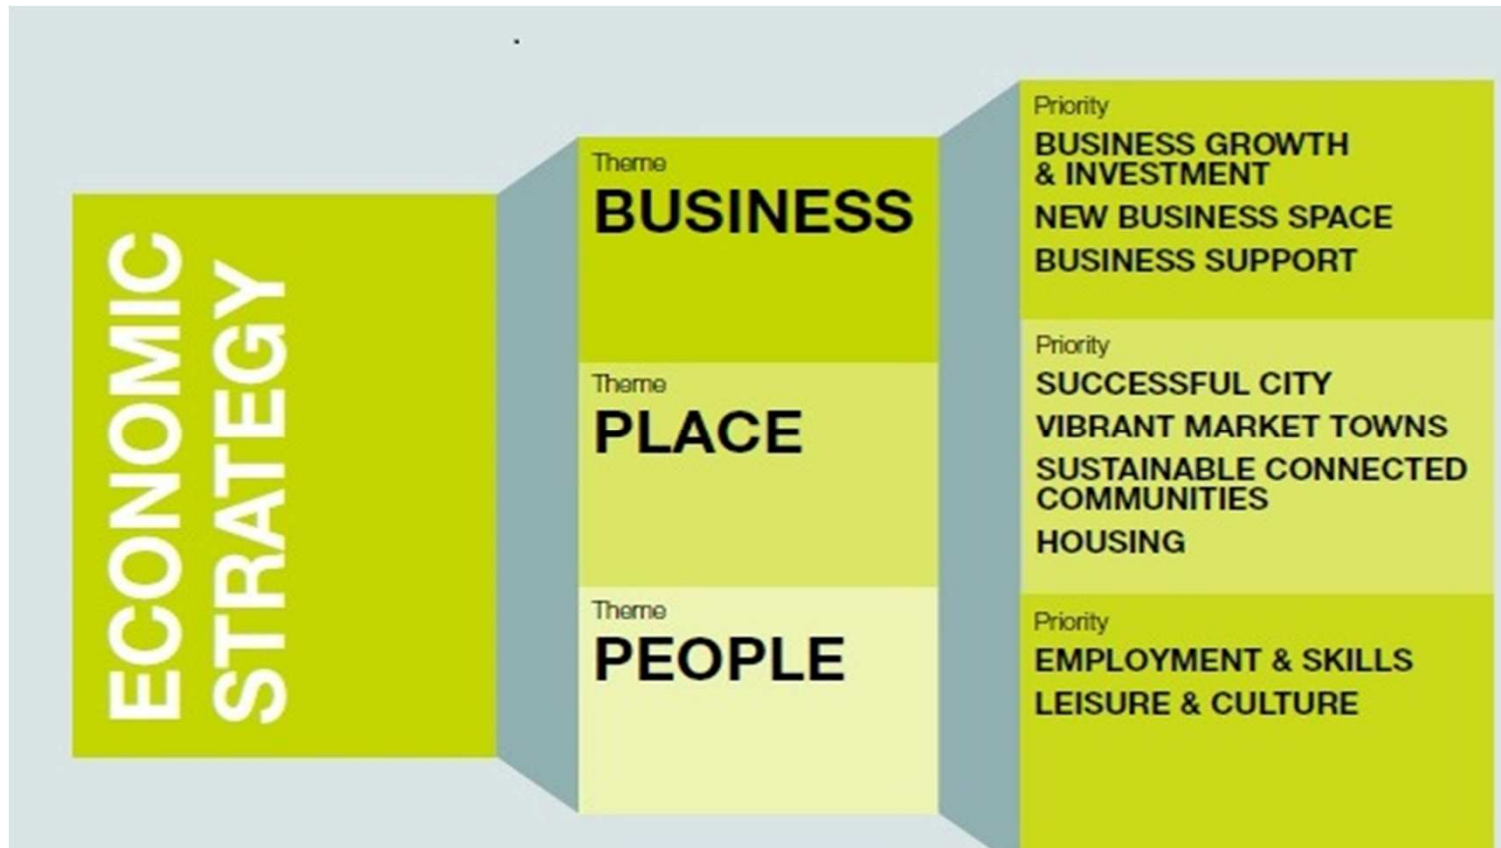 ECONOMIC
STRATEGY
Theme
BUSINESS
Theme
PLACE
Theme
PEOPLE
Priority
BUSINESS GROWTH
& INVESTMENT
NEW BUSINESS SPACE
BUSINESS SUPPORT
Priority
SUCCESSFUL CITY
VIBRANT MARKET TOWNS
SUSTAINABLE CONNECTED
COMMUNITIES
HOUSING
Priority
EMPLOYMENT & SKILLS
LEISURE & CULTURE